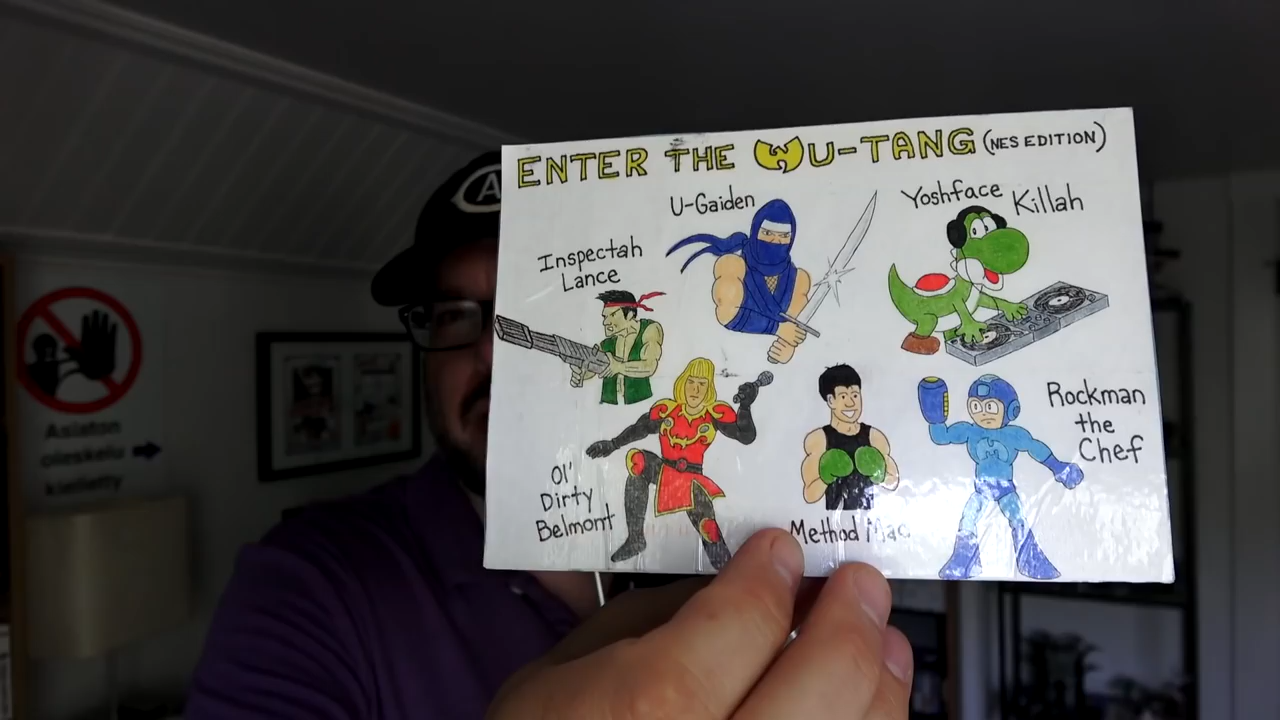 ENTER THE WU-TANG (NES EDITION)
U-Gaiden
Yoshface Killah
Inspectah
Lance
Ol'
Dirty
Belmont
Method Mac
Rockman
the
Chef
A
Asiaton
oleskelu
kielletty